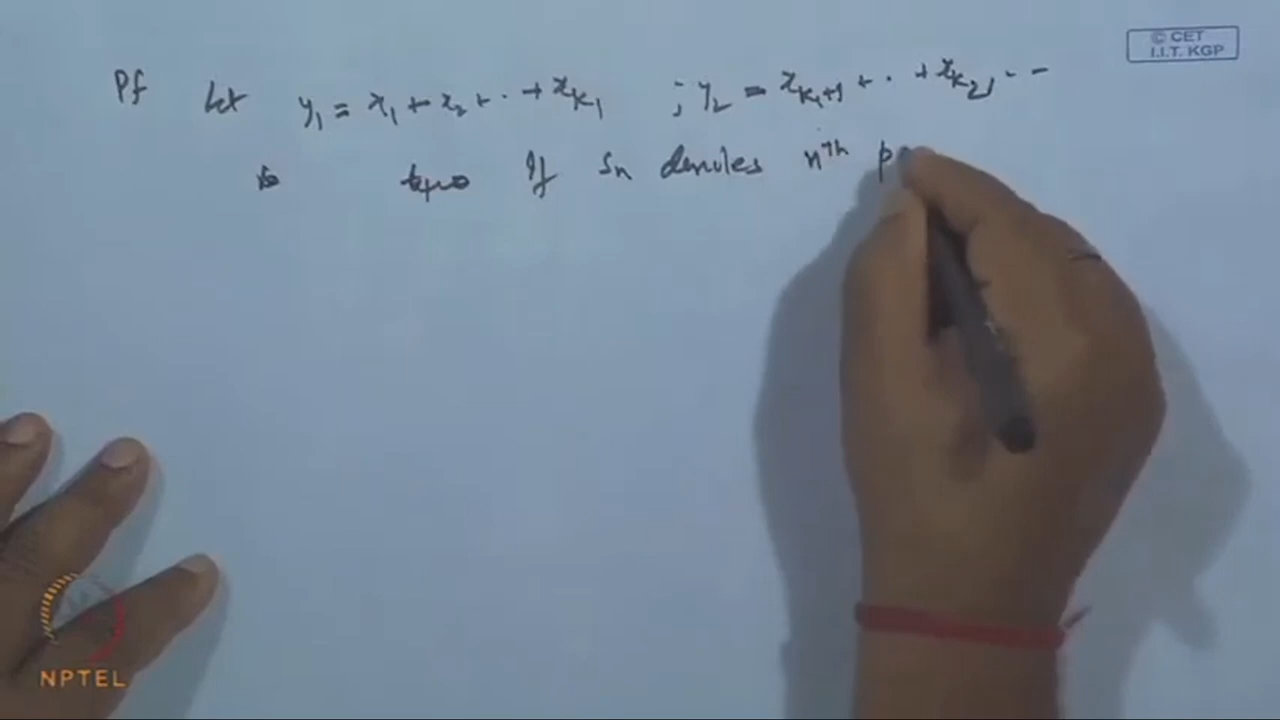 © CET
I.I.T. KGP
Pf Let y₁ = x₁ + x₂ + ·· + x_{k₁} ; y₂ = x_{k₁+1} + ·· + x_{k₂}, ·· –
If Sₙ denotes nᵗʰ p
NPTEL